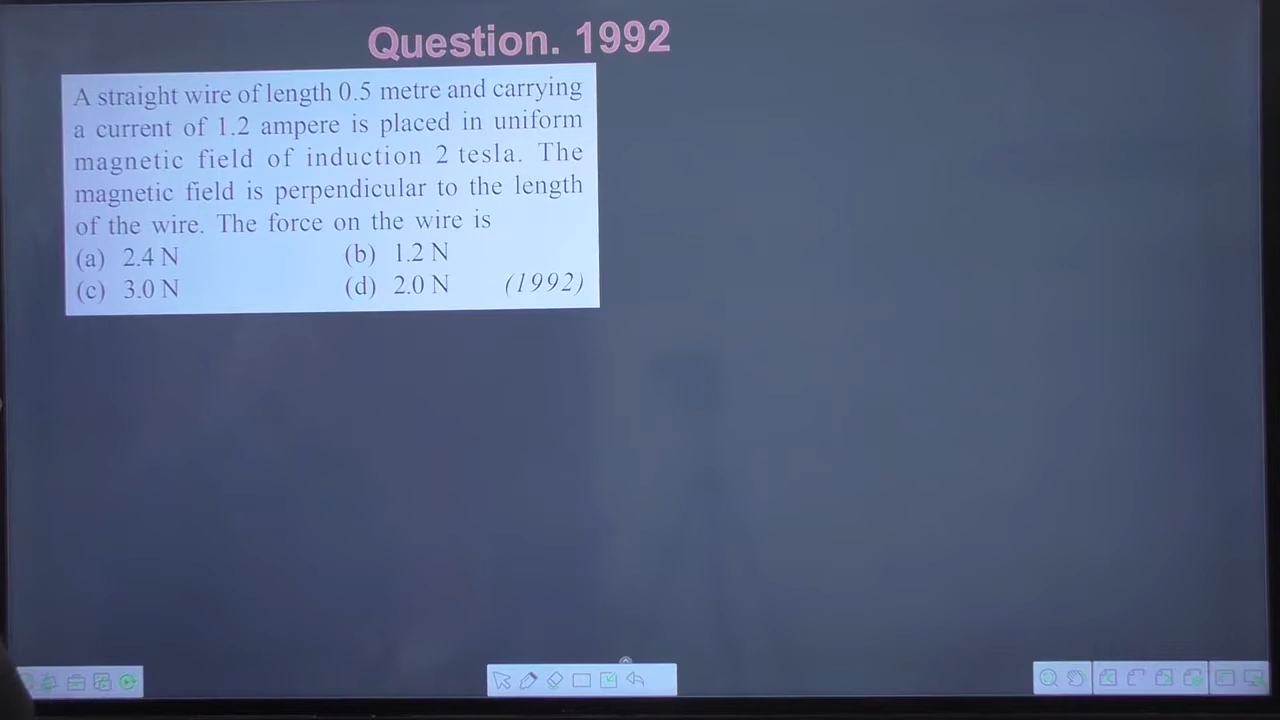 Question. 1992
A straight wire of length 0.5 metre and carrying
a current of 1.2 ampere is placed in uniform
magnetic field of induction 2 tesla. The
magnetic field is perpendicular to the length
of the wire. The force on the wire is
(a) 2.4 N (b) 1.2 N
(c) 3.0 N (d) 2.0 N (1992)